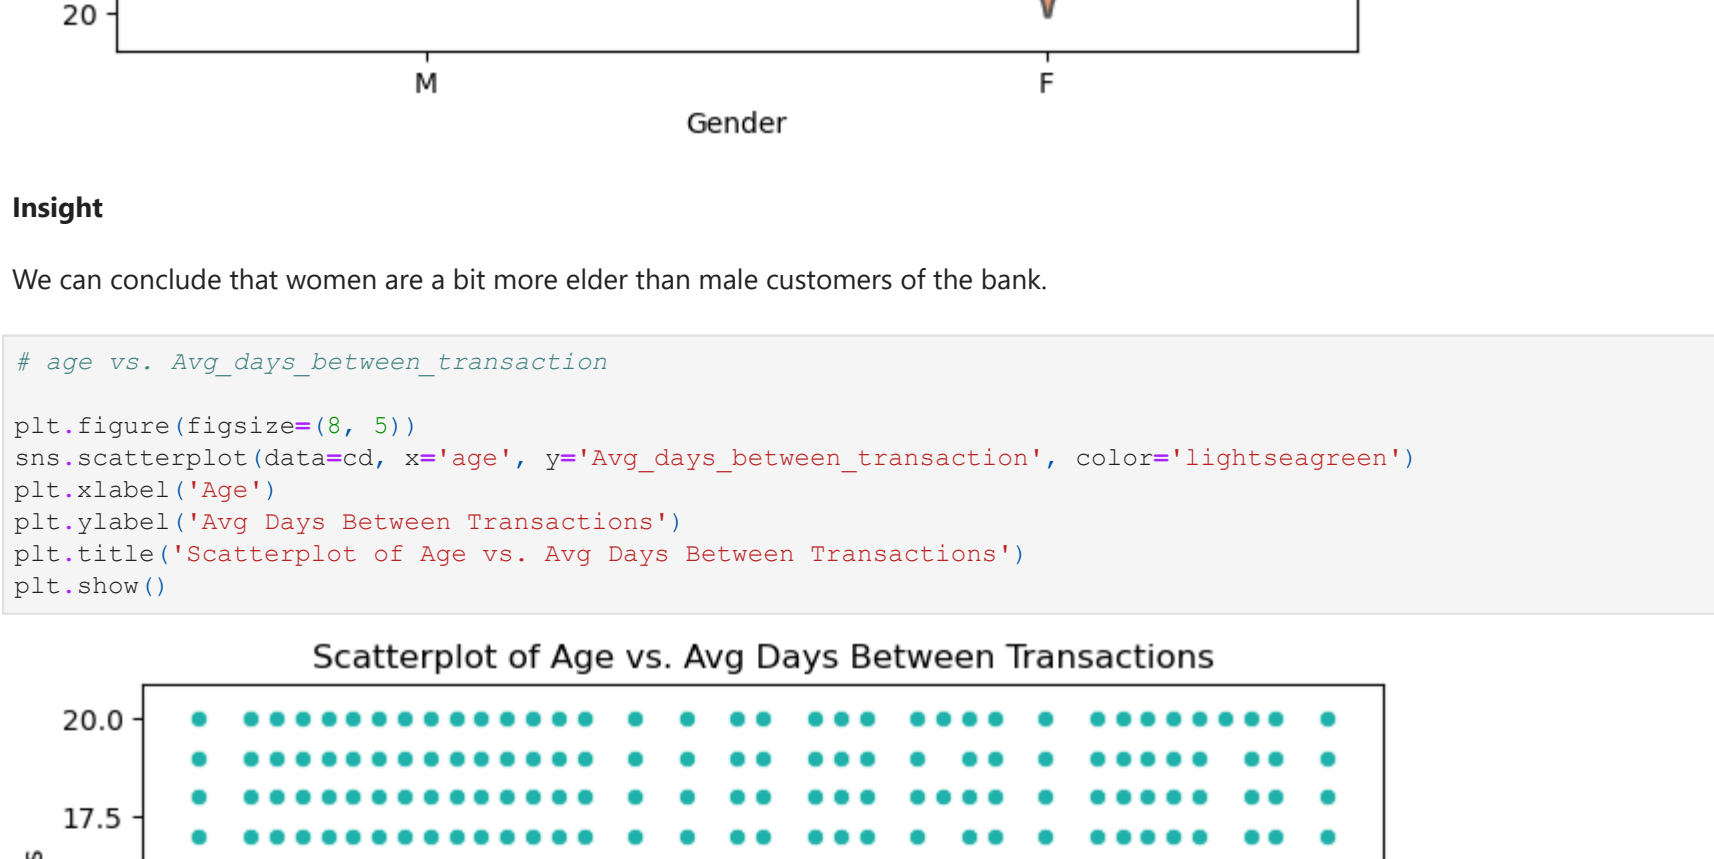 20
M
F
Gender
Insight
We can conclude that women are a bit more elder than male customers of the bank.
# age vs. Avg_days_between_transaction
plt.figure(figsize=(8, 5))
sns.scatterplot(data=cd, x='age', y='Avg_days_between_transaction', color='lightseagreen')
plt.xlabel('Age')
plt.ylabel('Avg Days Between Transactions')
plt.title('Scatterplot of Age vs. Avg Days Between Transactions')
plt.show()
Scatterplot of Age vs. Avg Days Between Transactions
20.0
17.5